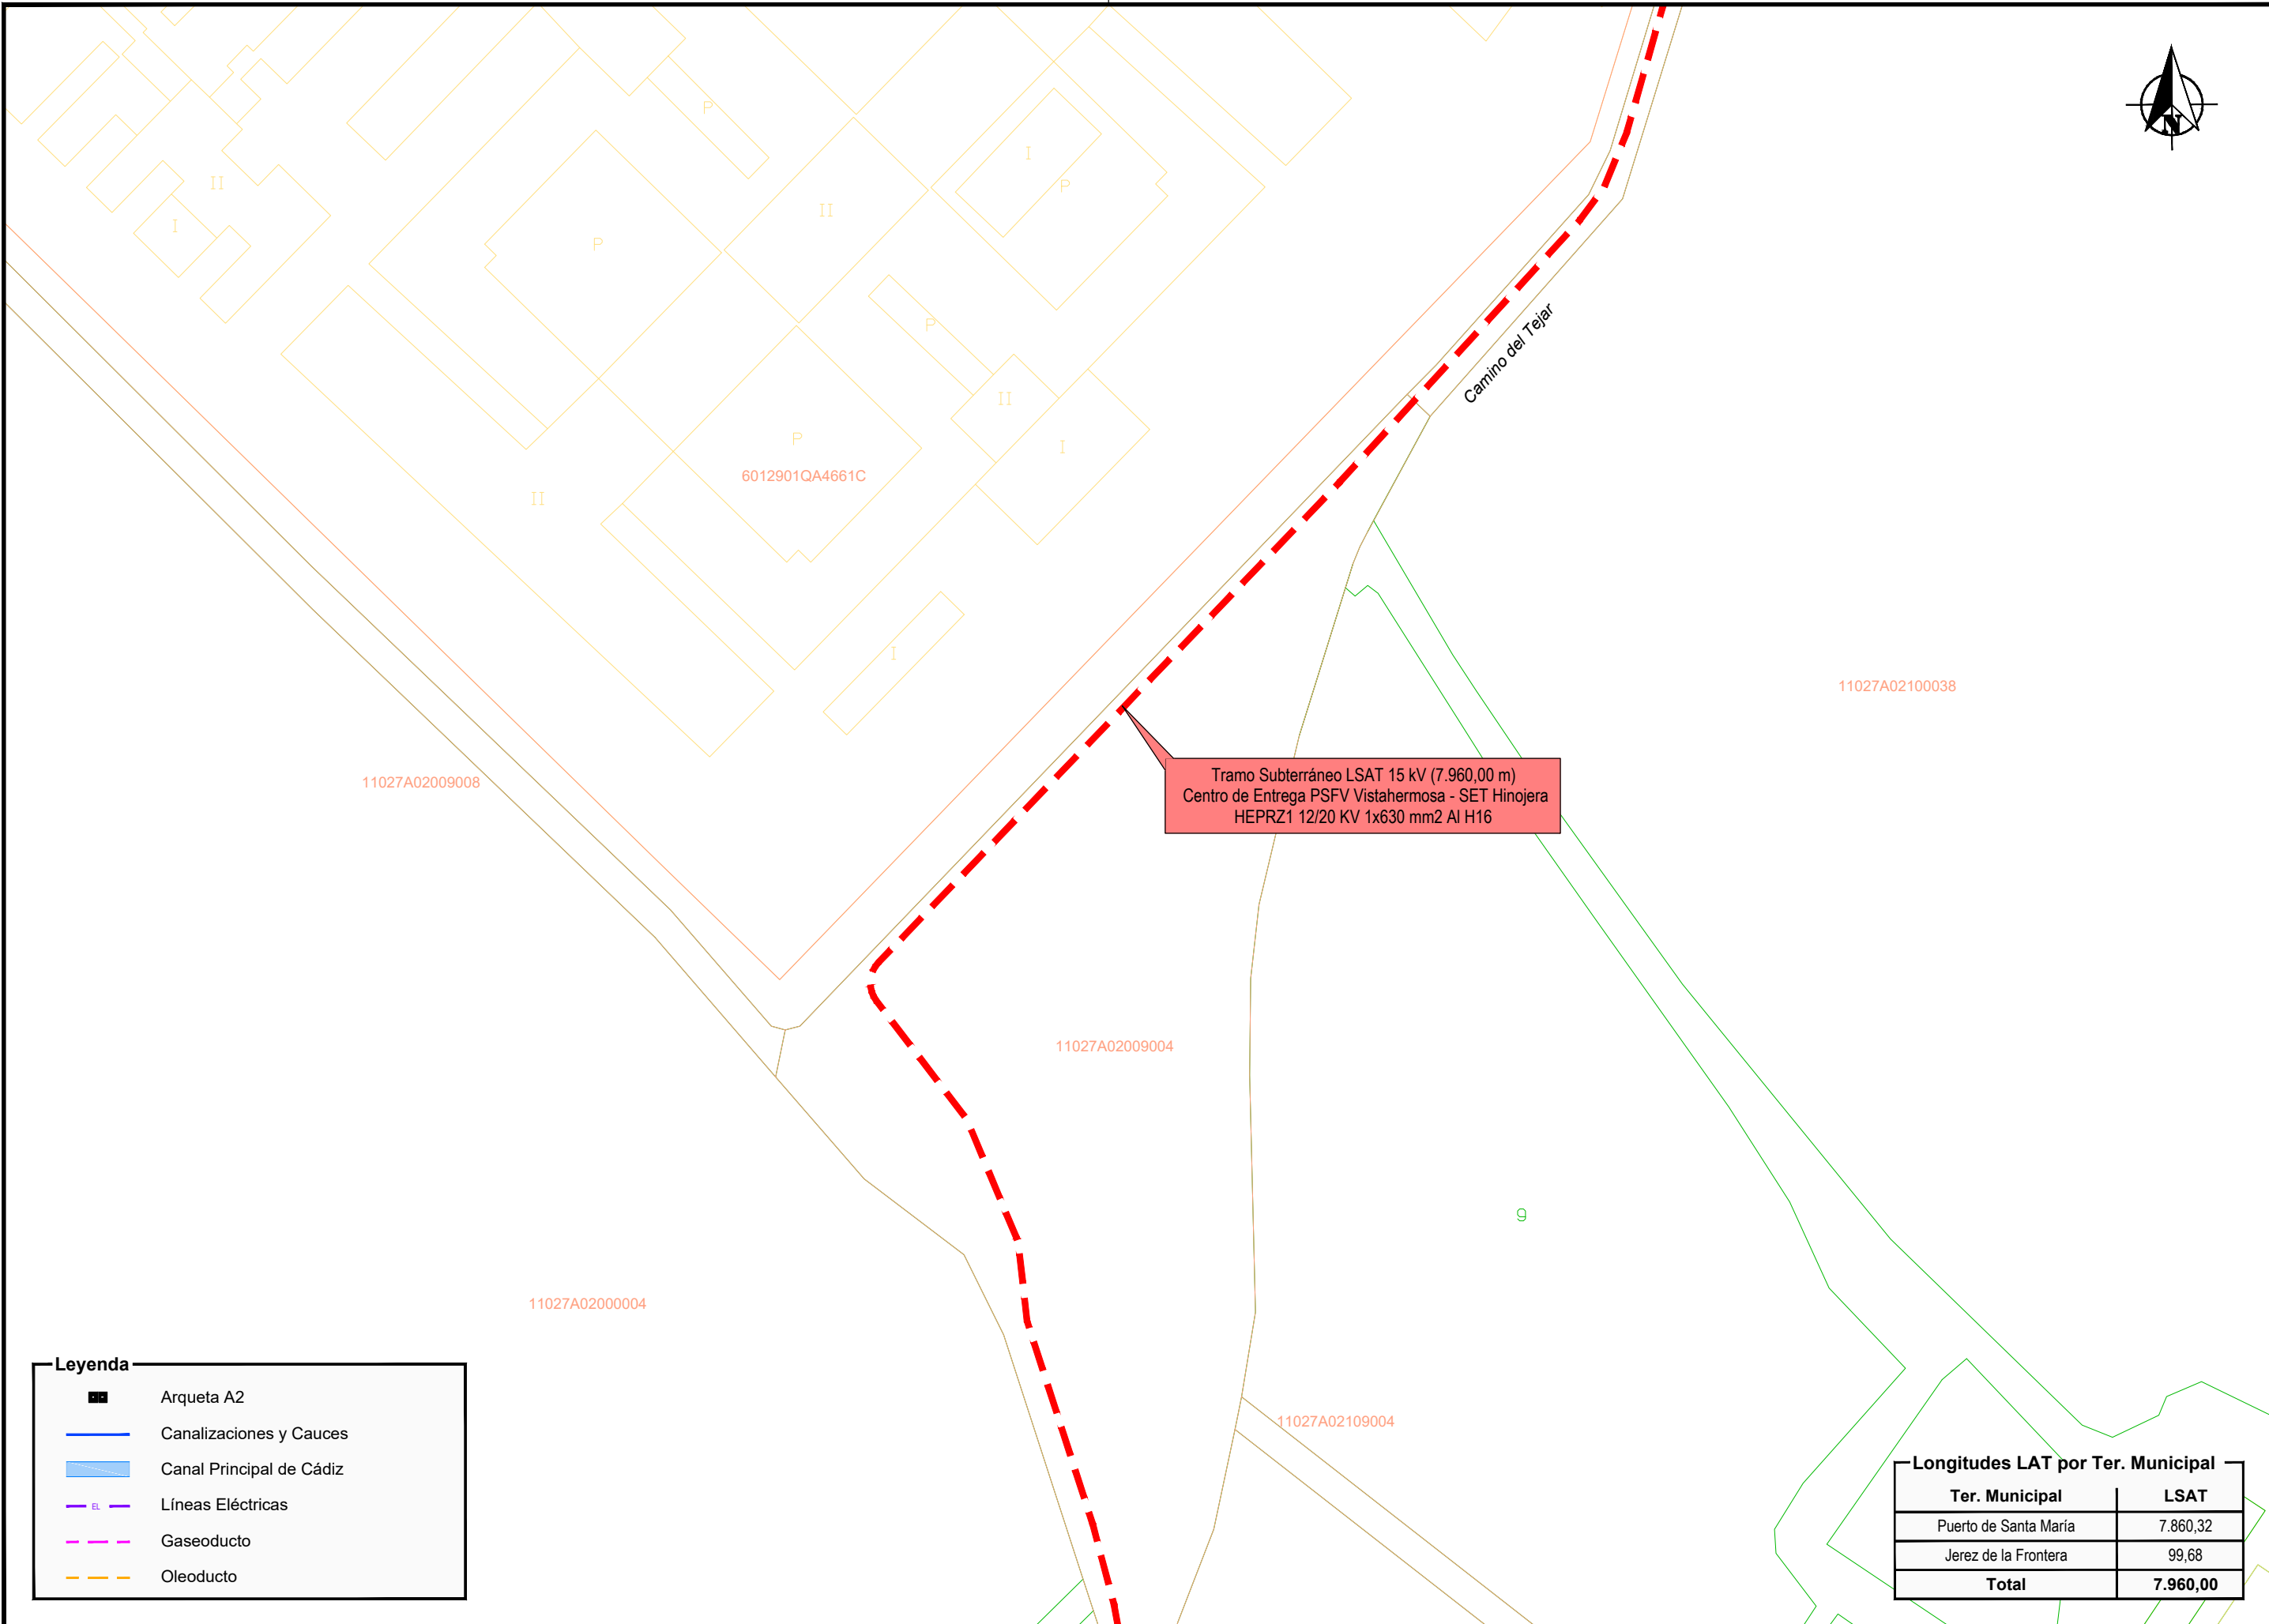 N
P
I
P
II
II
I
P
P
II
I
P
6012901QA4661C
II
I
Camino del Tejar
11027A02100038
11027A02009008
Tramo Subterráneo LSAT 15 kV (7.960,00 m)
Centro de Entrega PSFV Vistahermosa - SET Hinojera
HEPRZ1 12/20 KV 1x630 mm2 Al H16
11027A02009004
9
11027A02000004
11027A02109004
Leyenda
Arqueta A2
Canalizaciones y Cauces
Canal Principal de Cádiz
EL Líneas Eléctricas
Gaseoducto
Oleoducto
Longitudes LAT por Ter. Municipal
Ter. Municipal LSAT
Puerto de Santa María 7.860,32
Jerez de la Frontera 99,68
Total 7.960,00